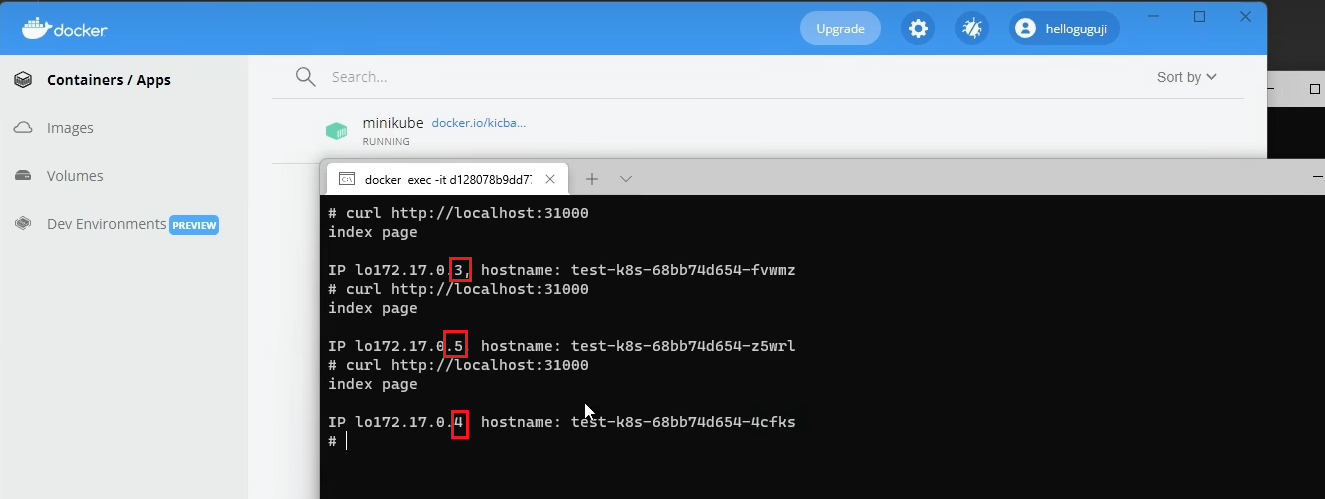 docker
Upgrade
helloguguji
Containers / Apps
Search...
Sort by
Images
minikube docker.io/kicba...
RUNNING
Volumes
Dev Environments PREVIEW
docker exec -it d128078b9dd7
# curl http://localhost:31000
index page
IP lo172.17.0.3, hostname: test-k8s-68bb74d654-fvwmz
# curl http://localhost:31000
index page
IP lo172.17.0.5 hostname: test-k8s-68bb74d654-z5wrl
# curl http://localhost:31000
index page
IP lo172.17.0.4 hostname: test-k8s-68bb74d654-4cfks
#